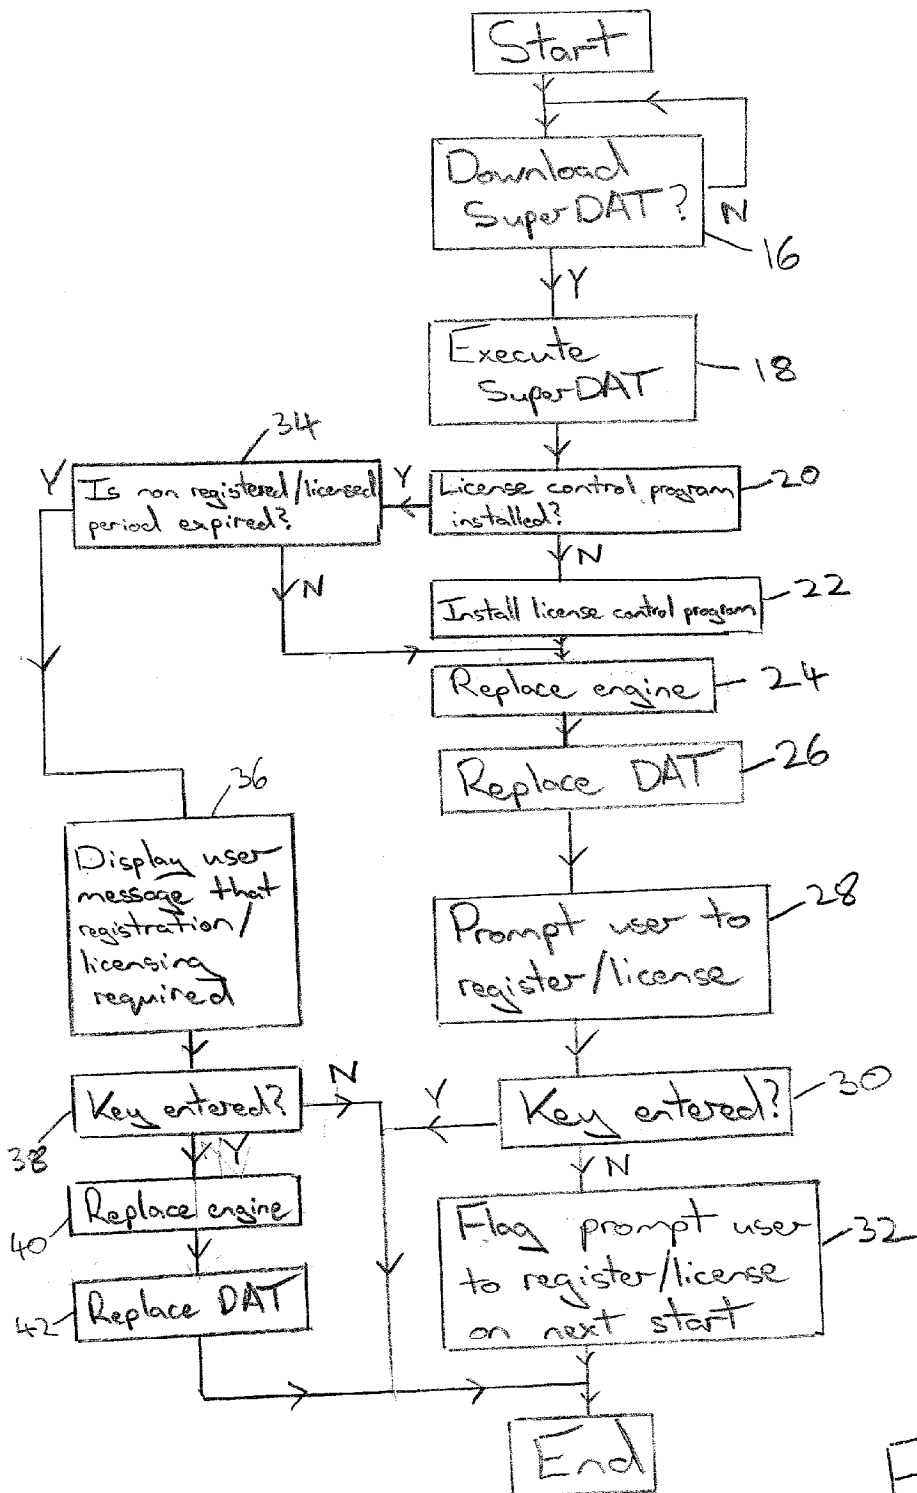 Start
Download
SuperDAT?
N
16
Y
Execute
SuperDAT
18
34
Y
Is non registered/licensed
period expired?
Y
License control program
installed?
20
N
N
Install license control program
22
Replace engine
24
Replace DAT
26
36
Display user
message that
registration/
licensing
required
Prompt user to
register/license
28
Key entered?
N
38
Y
Y
Key entered?
30
N
Replace engine
40
Flag prompt user
to register/license
on next start
32
Replace DAT
42
End